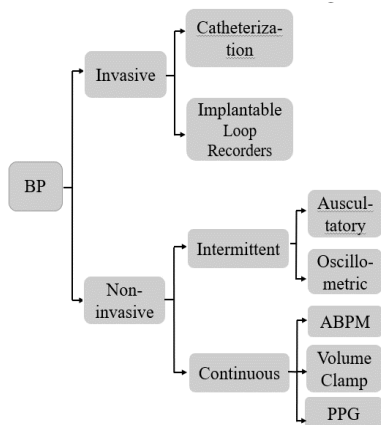 Catheteriza-
tion
Invasive
Implantable
Loop
Recorders
BP
Auscul-
tatory
Intermittent
Oscillo-
metric
Non-
invasive
ABPM
Continuous
Volume
Clamp
PPG